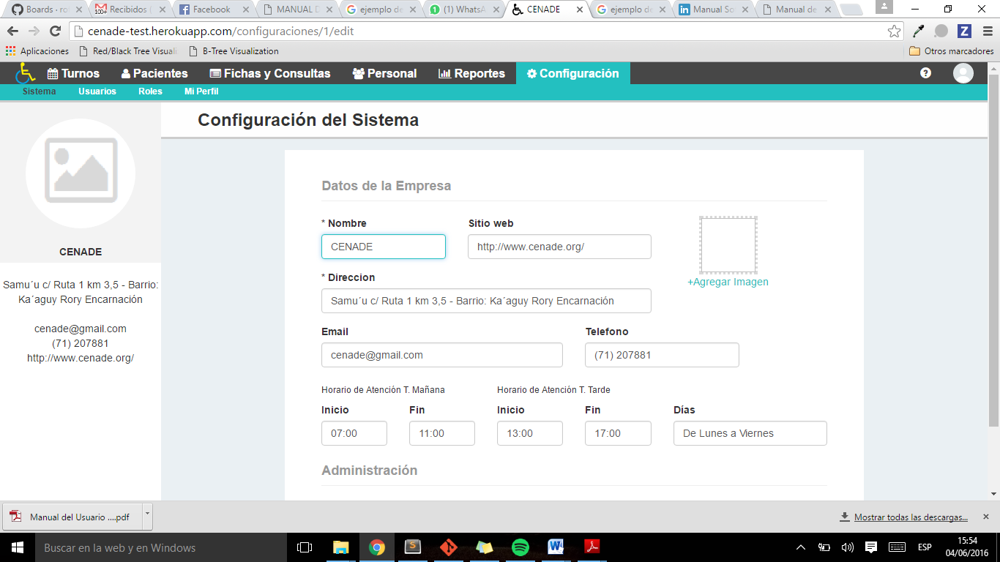 Boards · ro
Recibidos (
100+
Facebook
MANUAL D
ejemplo de
(1) WhatsA
1
CENADE
ejemplo de
Manual So
Manual de
cenade-test.herokuapp.com/configuraciones/1/edit
Z
Aplicaciones
Red/Black Tree Visuali
B-Tree Visualization
Otros marcadores
Turnos
Pacientes
Fichas y Consultas
Personal
Reportes
Configuración
?
Sistema
Usuarios
Roles
Mi Perfil
Configuración del Sistema
CENADE
Samu´u c/ Ruta 1 km 3,5 - Barrio:
Ka´aguy Rory Encarnación
cenade@gmail.com
(71) 207881
http://www.cenade.org/
Datos de la Empresa
* Nombre
Sitio web
CENADE
http://www.cenade.org/
+Agregar Imagen
* Direccion
Samu´u c/ Ruta 1 km 3,5 - Barrio: Ka´aguy Rory Encarnación
Email
Telefono
cenade@gmail.com
(71) 207881
Horario de Atención T. Mañana
Horario de Atención T. Tarde
Inicio
Fin
Inicio
Fin
Días
07:00
11:00
13:00
17:00
De Lunes a Viernes
Administración
Manual del Usuario ....pdf
Mostrar todas las descargas...
Buscar en la web y en Windows
ESP
15:54
04/06/2016